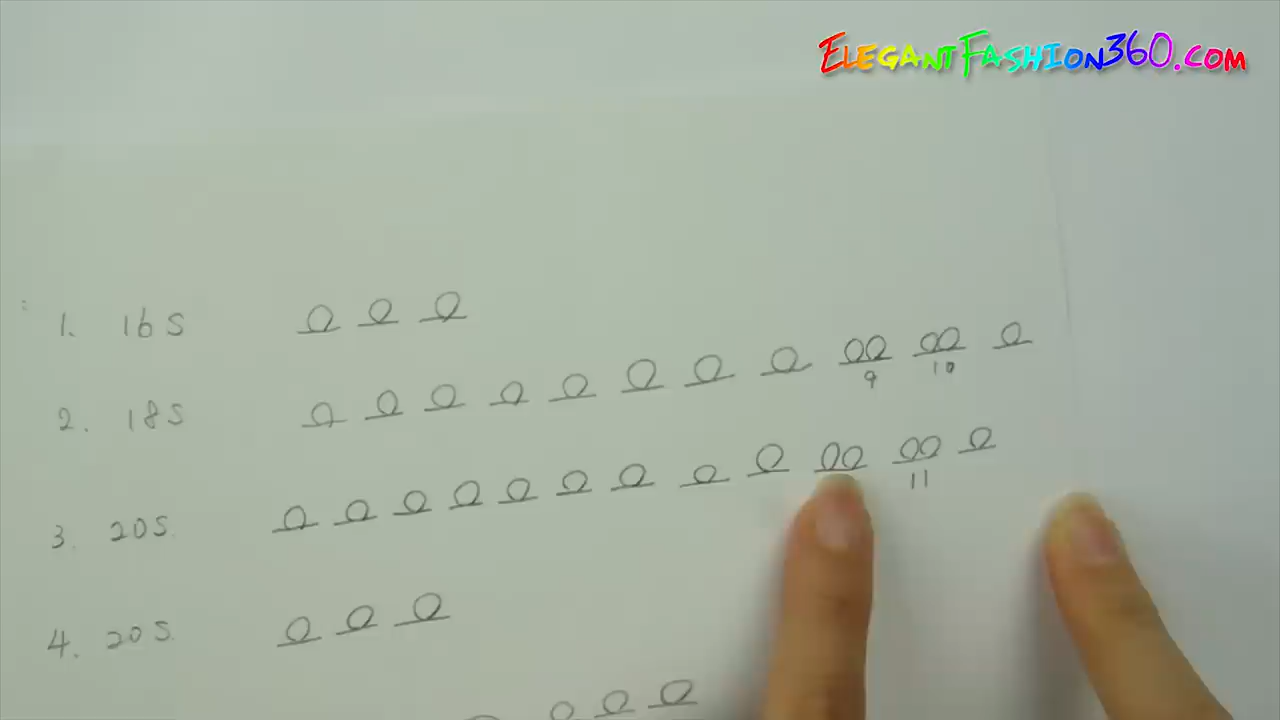 ELEGANTFASHION360.COM
1. 16S
2. 18S
9 10
3. 20S.
11
4. 20S.